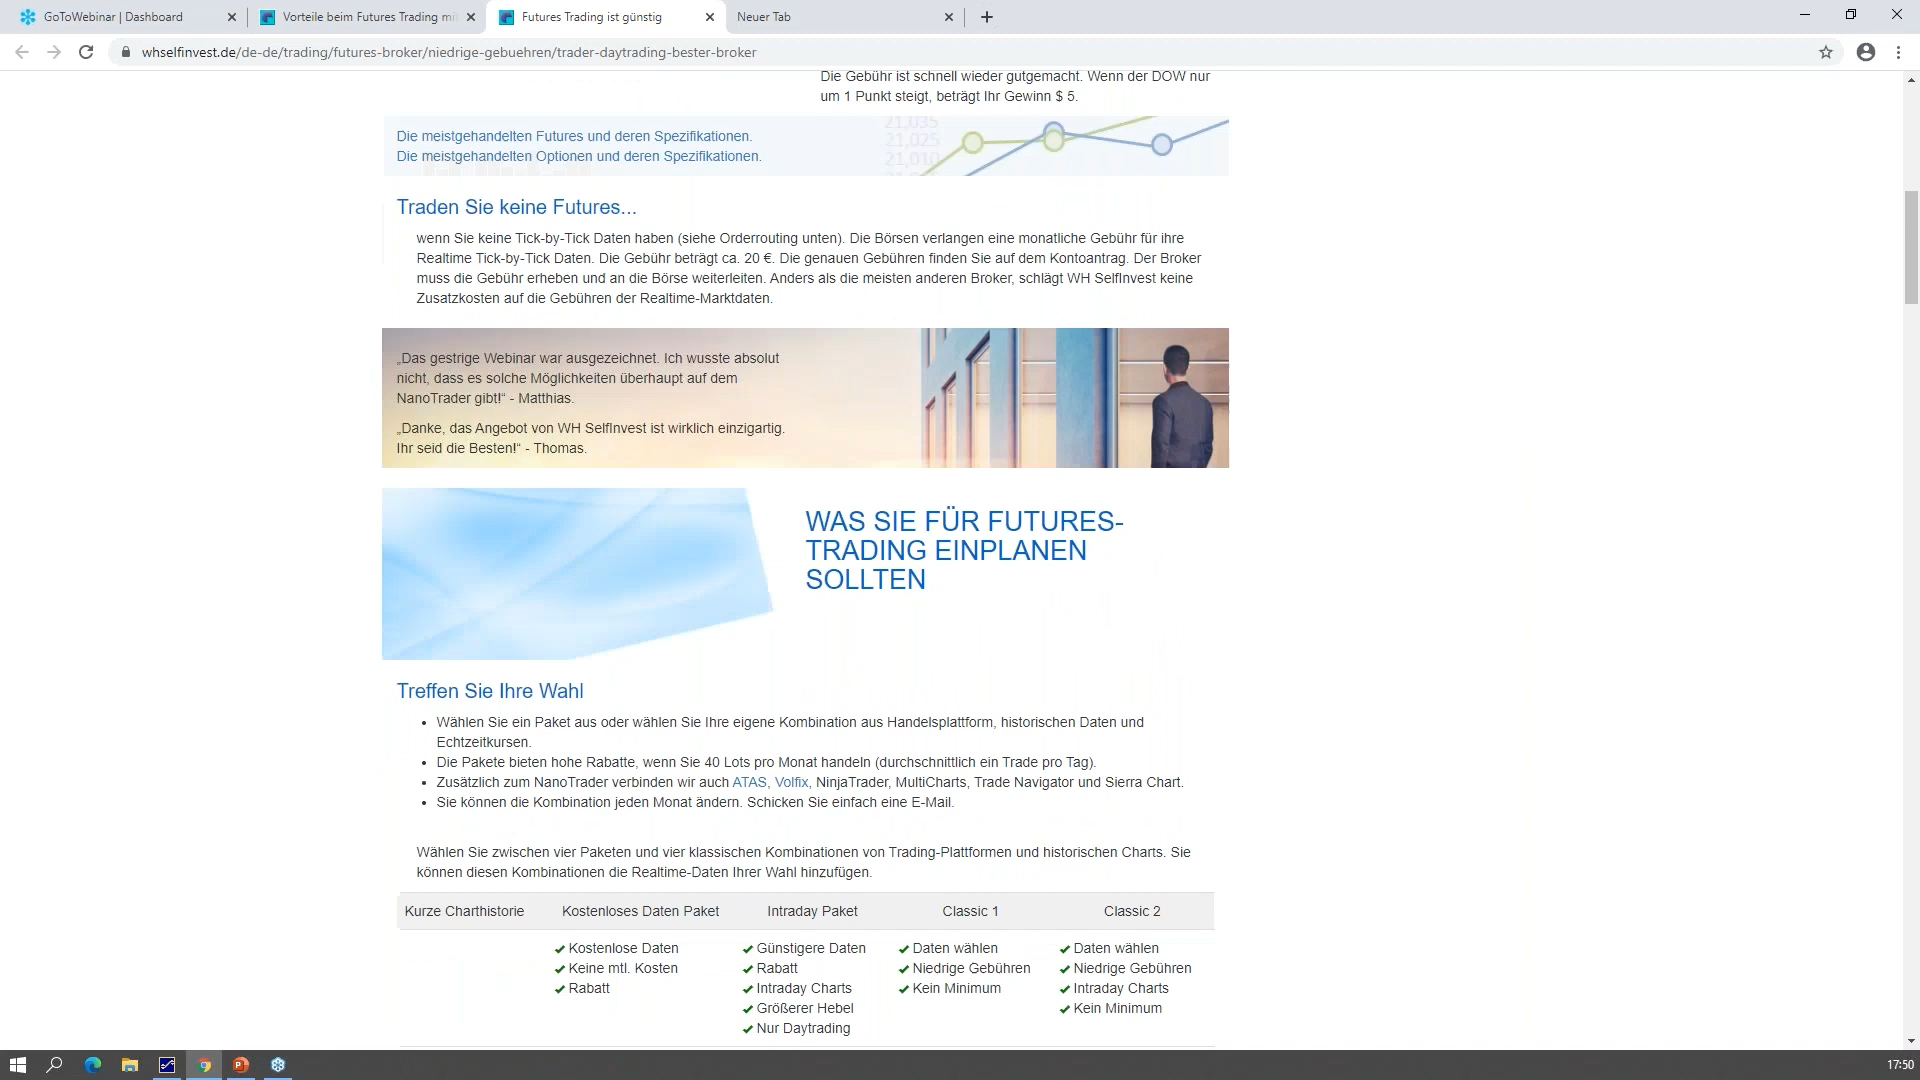 GoToWebinar | Dashboard
Vorteile beim Futures Trading mi
Futures Trading ist günstig
Neuer Tab
whselfinvest.de/de-de/trading/futures-broker/niedrige-gebuehren/trader-daytrading-bester-broker
Die Gebühr ist schnell wieder gutgemacht. Wenn der DOW nur
um 1 Punkt steigt, beträgt Ihr Gewinn $ 5.
Die meistgehandelten Futures und deren Spezifikationen.
Die meistgehandelten Optionen und deren Spezifikationen.
21,035
21,025
21,010
Traden Sie keine Futures...
wenn Sie keine Tick-by-Tick Daten haben (siehe Orderrouting unten). Die Börsen verlangen eine monatliche Gebühr für ihre
Realtime Tick-by-Tick Daten. Die Gebühr beträgt ca. 20 €. Die genauen Gebühren finden Sie auf dem Kontoantrag. Der Broker
muss die Gebühr erheben und an die Börse weiterleiten. Anders als die meisten anderen Broker, schlägt WH SelfInvest keine
Zusatzkosten auf die Gebühren der Realtime-Marktdaten.
„Das gestrige Webinar war ausgezeichnet. Ich wusste absolut
nicht, dass es solche Möglichkeiten überhaupt auf dem
NanoTrader gibt!“ - Matthias.
„Danke, das Angebot von WH SelfInvest ist wirklich einzigartig.
Ihr seid die Besten!“ - Thomas.
WAS SIE FÜR FUTURES-
TRADING EINPLANEN
SOLLTEN
Treffen Sie Ihre Wahl
• Wählen Sie ein Paket aus oder wählen Sie Ihre eigene Kombination aus Handelsplattform, historischen Daten und
Echtzeitkursen.
• Die Pakete bieten hohe Rabatte, wenn Sie 40 Lots pro Monat handeln (durchschnittlich ein Trade pro Tag).
• Zusätzlich zum NanoTrader verbinden wir auch ATAS, Volfix, NinjaTrader, MultiCharts, Trade Navigator und Sierra Chart.
• Sie können die Kombination jeden Monat ändern. Schicken Sie einfach eine E-Mail.
Wählen Sie zwischen vier Paketen und vier klassischen Kombinationen von Trading-Plattformen und historischen Charts. Sie
können diesen Kombinationen die Realtime-Daten Ihrer Wahl hinzufügen.
Kurze Charthistorie Kostenloses Daten Paket Intraday Paket Classic 1 Classic 2
✔ Kostenlose Daten ✔ Günstigere Daten ✔ Daten wählen ✔ Daten wählen
✔ Keine mtl. Kosten ✔ Rabatt ✔ Niedrige Gebühren ✔ Niedrige Gebühren
✔ Rabatt ✔ Intraday Charts ✔ Kein Minimum ✔ Intraday Charts
✔ Größerer Hebel ✔ Kein Minimum
✔ Nur Daytrading
17:50